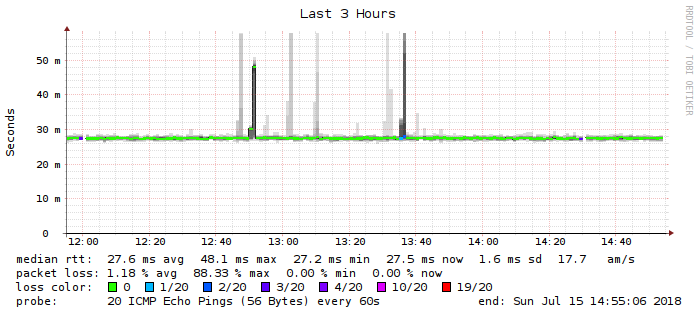 Last 3 Hours
RRDTOOL / TOBI OETIKER
Seconds
50 m
40 m
30 m
20 m
10 m
0
12:00 12:20 12:40 13:00 13:20 13:40 14:00 14:20 14:40
median rtt: 27.6 ms avg 48.1 ms max 27.2 ms min 27.5 ms now 1.6 ms sd 17.7 am/s
packet loss: 1.18 % avg 88.33 % max 0.00 % min 0.00 % now
loss color: 0 1/20 2/20 3/20 4/20 10/20 19/20
probe: 20 ICMP Echo Pings (56 Bytes) every 60s end: Sun Jul 15 14:55:06 2018